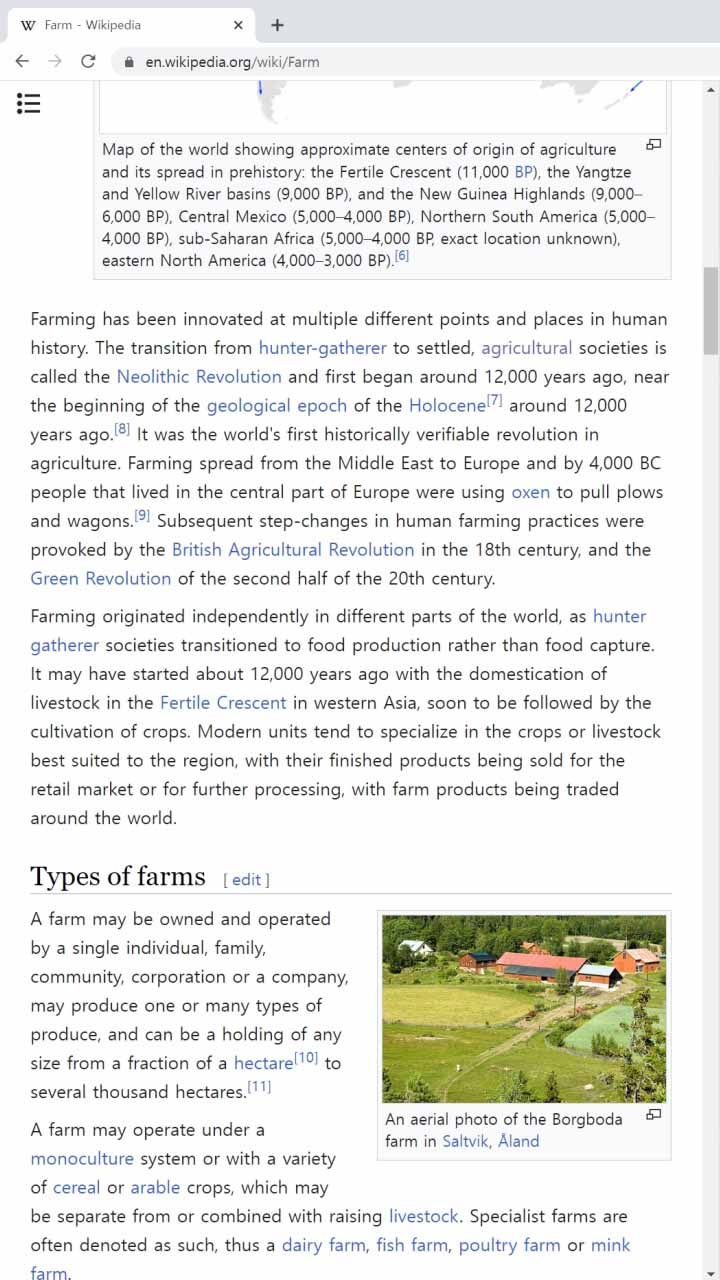 Farm - Wikipedia
en.wikipedia.org/wiki/Farm
Map of the world showing approximate centers of origin of agriculture
and its spread in prehistory: the Fertile Crescent (11,000 BP), the Yangtze
and Yellow River basins (9,000 BP), and the New Guinea Highlands (9,000–
6,000 BP), Central Mexico (5,000–4,000 BP), Northern South America (5,000–
4,000 BP), sub-Saharan Africa (5,000–4,000 BP, exact location unknown),
eastern North America (4,000–3,000 BP).[6]
Farming has been innovated at multiple different points and places in human
history. The transition from hunter-gatherer to settled, agricultural societies is
called the Neolithic Revolution and first began around 12,000 years ago, near
the beginning of the geological epoch of the Holocene[7] around 12,000
years ago.[8] It was the world's first historically verifiable revolution in
agriculture. Farming spread from the Middle East to Europe and by 4,000 BC
people that lived in the central part of Europe were using oxen to pull plows
and wagons.[9] Subsequent step-changes in human farming practices were
provoked by the British Agricultural Revolution in the 18th century, and the
Green Revolution of the second half of the 20th century.
Farming originated independently in different parts of the world, as hunter
gatherer societies transitioned to food production rather than food capture.
It may have started about 12,000 years ago with the domestication of
livestock in the Fertile Crescent in western Asia, soon to be followed by the
cultivation of crops. Modern units tend to specialize in the crops or livestock
best suited to the region, with their finished products being sold for the
retail market or for further processing, with farm products being traded
around the world.
Types of farms [ edit ]
A farm may be owned and operated
by a single individual, family,
community, corporation or a company,
may produce one or many types of
produce, and can be a holding of any
size from a fraction of a hectare[10] to
several thousand hectares.[11]
An aerial photo of the Borgboda
farm in Saltvik, Åland
A farm may operate under a
monoculture system or with a variety
of cereal or arable crops, which may
be separate from or combined with raising livestock. Specialist farms are
often denoted as such, thus a dairy farm, fish farm, poultry farm or mink
farm.